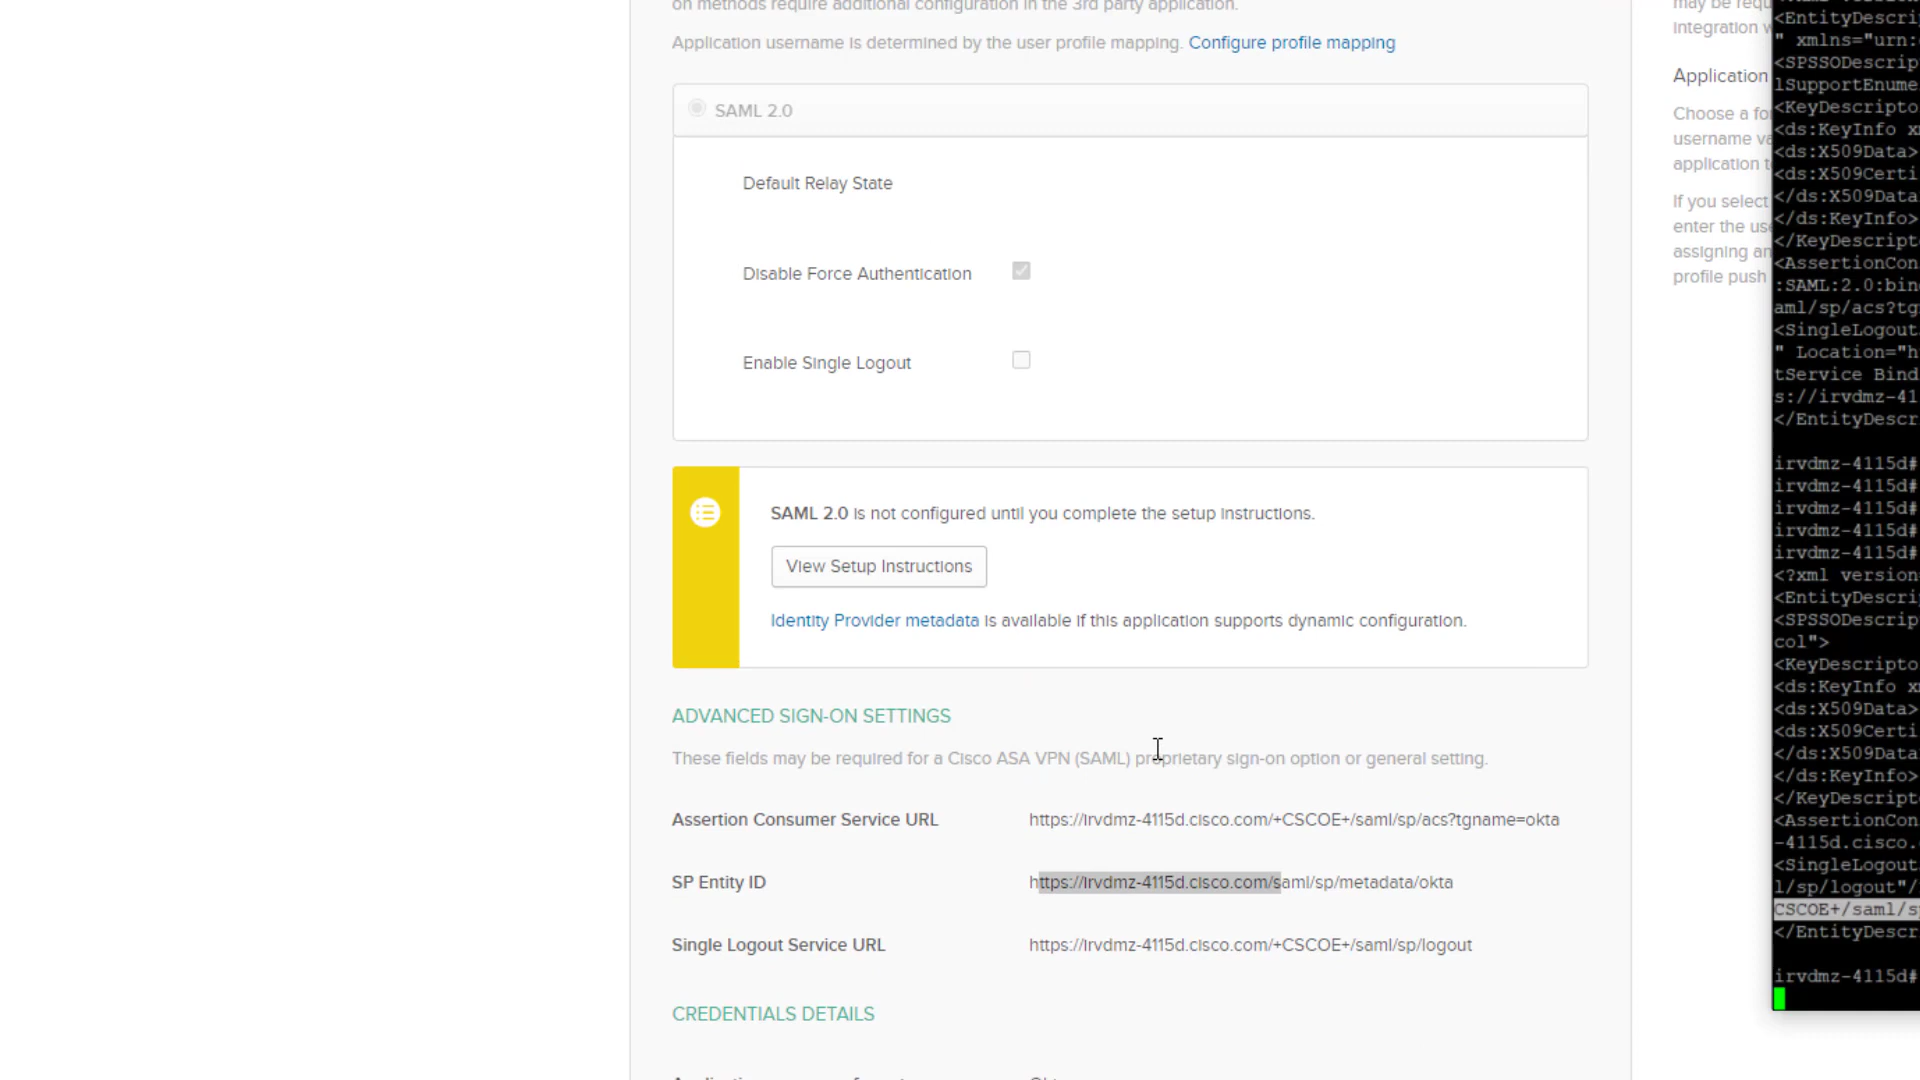 on methods require additional configuration in the 3rd party application.
Application username is determined by the user profile mapping. Configure profile mapping
SAML 2.0
Default Relay State
Disable Force Authentication
Enable Single Logout
SAML 2.0 is not configured until you complete the setup instructions.
View Setup Instructions
Identity Provider metadata is available if this application supports dynamic configuration.
ADVANCED SIGN-ON SETTINGS
These fields may be required for a Cisco ASA VPN (SAML) proprietary sign-on option or general setting.
Assertion Consumer Service URL https://irvdmz-4115d.cisco.com/+CSCOE+/saml/sp/acs?tgname=okta
SP Entity ID https://irvdmz-4115d.cisco.com/saml/sp/metadata/okta
Single Logout Service URL https://irvdmz-4115d.cisco.com/+CSCOE+/saml/sp/logout
CREDENTIALS DETAILS
may be requ
integration w
Application
Choose a fo
username va
application t
If you select
enter the us
assigning an
profile push
<EntityDescri
" xmlns="urn:
<SPSSODescrip
lSupportEnume
<KeyDescripto
<ds:KeyInfo x
<ds:X509Data>
<ds:X509Certi
</ds:X509Data
</ds:KeyInfo>
</KeyDescript
<AssertionCon
:SAML:2.0:bin
aml/sp/acs?tg
<SingleLogout
" Location="h
tService Bind
s://irvdmz-41
</EntityDescr
irvdmz-4115d#
irvdmz-4115d#
irvdmz-4115d#
irvdmz-4115d#
irvdmz-4115d#
<?xml version
<EntityDescri
<SPSSODescrip
col">
<KeyDescripto
<ds:KeyInfo x
<ds:X509Data>
<ds:X509Certi
</ds:X509Data
</ds:KeyInfo>
</KeyDescript
<AssertionCon
-4115d.cisco.
<SingleLogout
l/sp/logout"/
CSCOE+/saml/s
</EntityDescr
irvdmz-4115d#